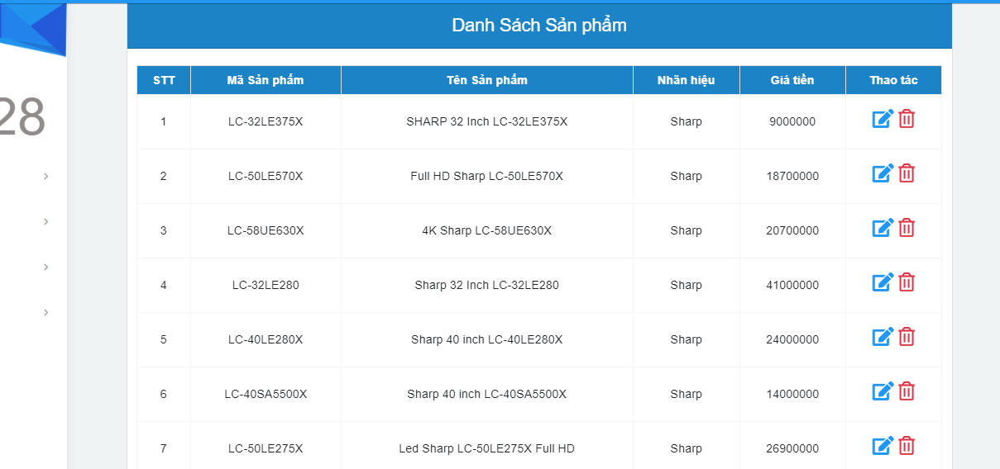 Danh Sách Sản phẩm
STT Mã Sản phẩm Tên Sản phẩm Nhãn hiệu Giá tiền Thao tác
28
1 LC-32LE375X SHARP 32 Inch LC-32LE375X Sharp 9000000
2 LC-50LE570X Full HD Sharp LC-50LE570X Sharp 18700000
3 LC-58UE630X 4K Sharp LC-58UE630X Sharp 20700000
4 LC-32LE280 Sharp 32 Inch LC-32LE280 Sharp 41000000
5 LC-40LE280X Sharp 40 inch LC-40LE280X Sharp 24000000
6 LC-40SA5500X Sharp 40 inch LC-40SA5500X Sharp 14000000
7 LC-50LE275X Led Sharp LC-50LE275X Full HD Sharp 26900000